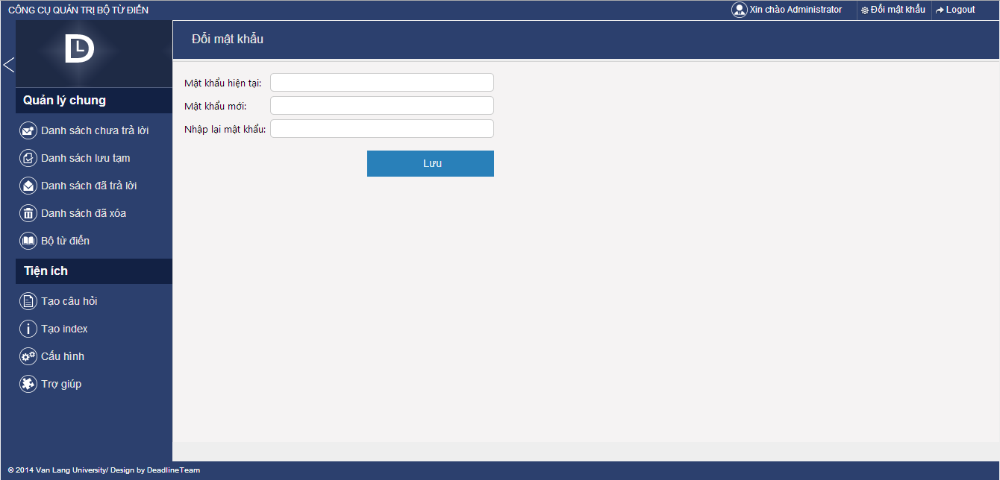 CÔNG CỤ QUẢN TRỊ BỘ TỪ ĐIỂN
Xin chào Administrator
Đổi mật khẩu
Logout
DL
Đổi mật khẩu
Quản lý chung
Danh sách chưa trả lời
Danh sách lưu tạm
Danh sách đã trả lời
Danh sách đã xóa
Bộ từ điển
Tiện ích
Tạo câu hỏi
Tạo index
Cấu hình
Trợ giúp
Mật khẩu hiện tại:
Mật khẩu mới:
Nhập lại mật khẩu:
Lưu
© 2014 Van Lang University/ Design by DeadlineTeam